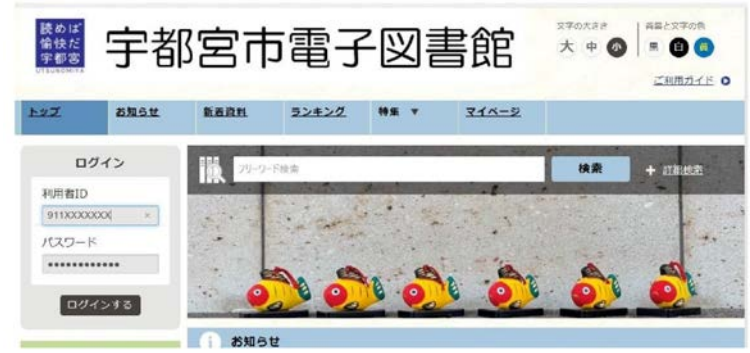 読めば
愉快だ
宇都宮
UTSUNOMIYA
宇都宮市電子図書館
文字の大きさ
大 中 小
背景と文字の色
黒 白 青
ご利用ガイド
トップ お知らせ 新着資料 ランキング 特集 ▼ マイページ
ログイン
利用者ID
911XXXXXXX ×
パスワード
●●●●●●●●●●●●
ログインする
フリーワード検索
検索
+ 詳細検索
i お知らせ